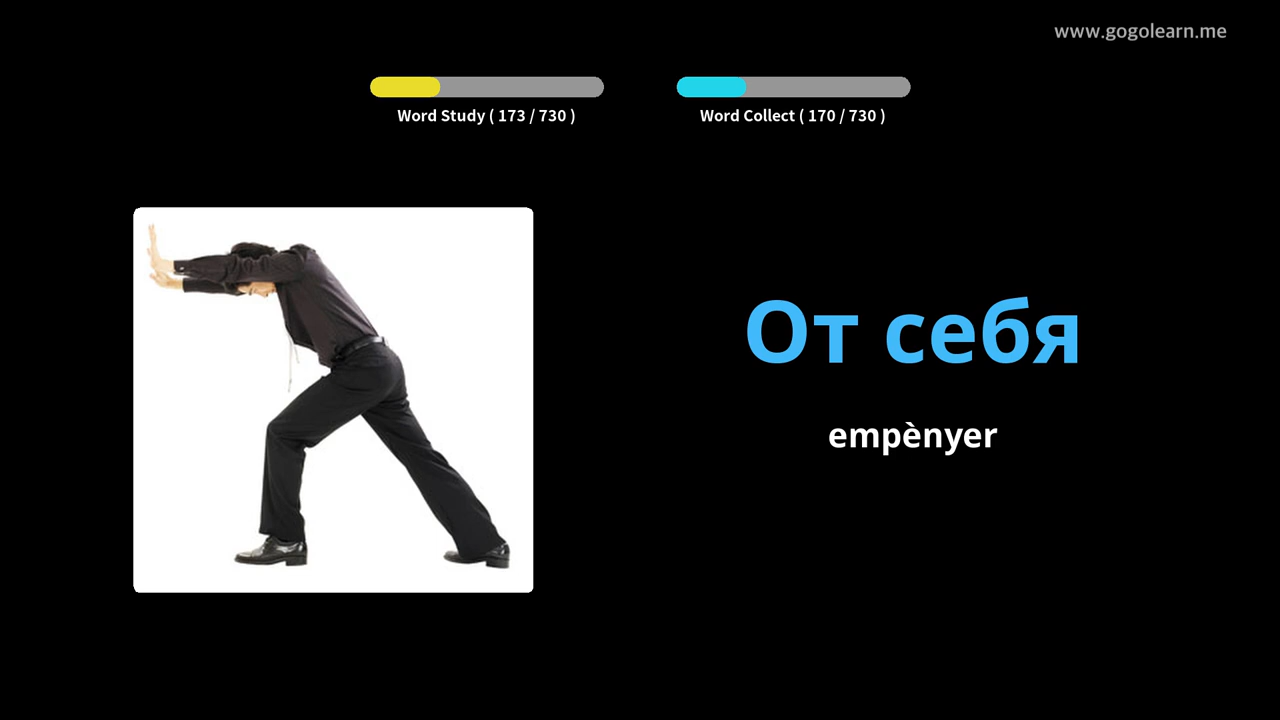 www.gogolearn.me
Word Study ( 173 / 730 )
Word Collect ( 170 / 730 )
От себя
empènyer